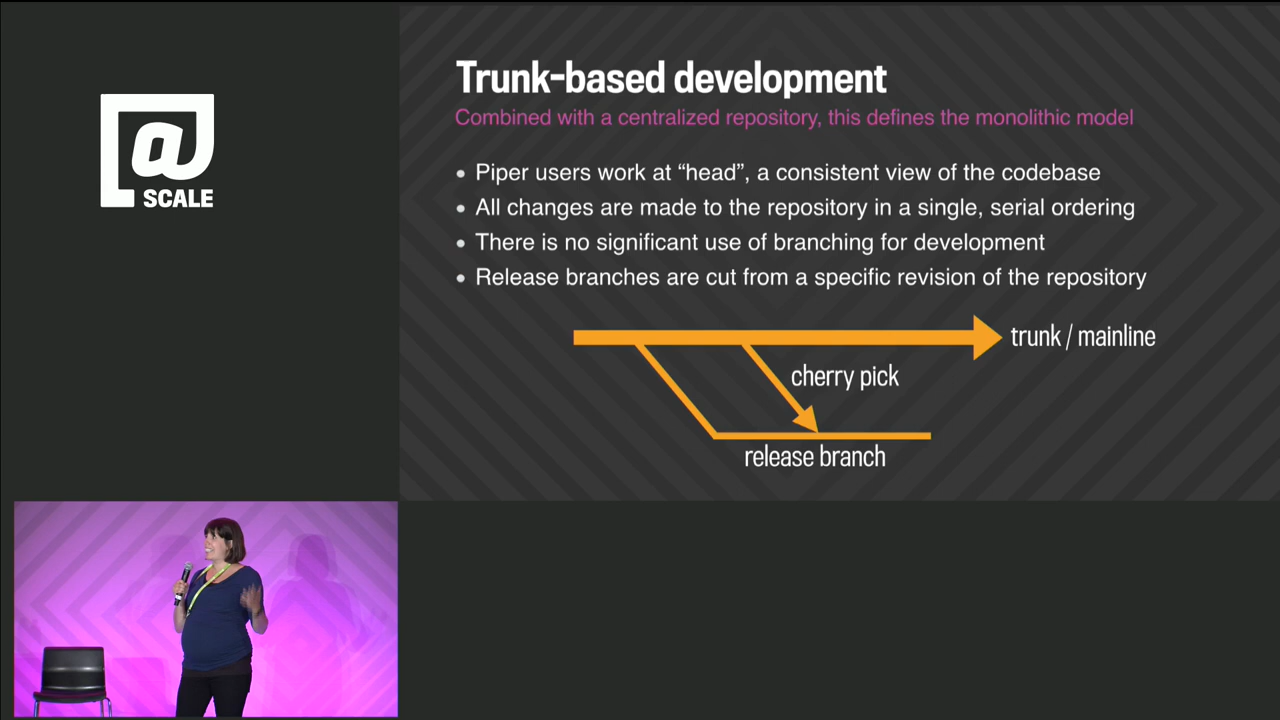 @
SCALE
Trunk-based development
Combined with a centralized repository, this defines the monolithic model
• Piper users work at “head”, a consistent view of the codebase
• All changes are made to the repository in a single, serial ordering
• There is no significant use of branching for development
• Release branches are cut from a specific revision of the repository
trunk / mainline
cherry pick
release branch